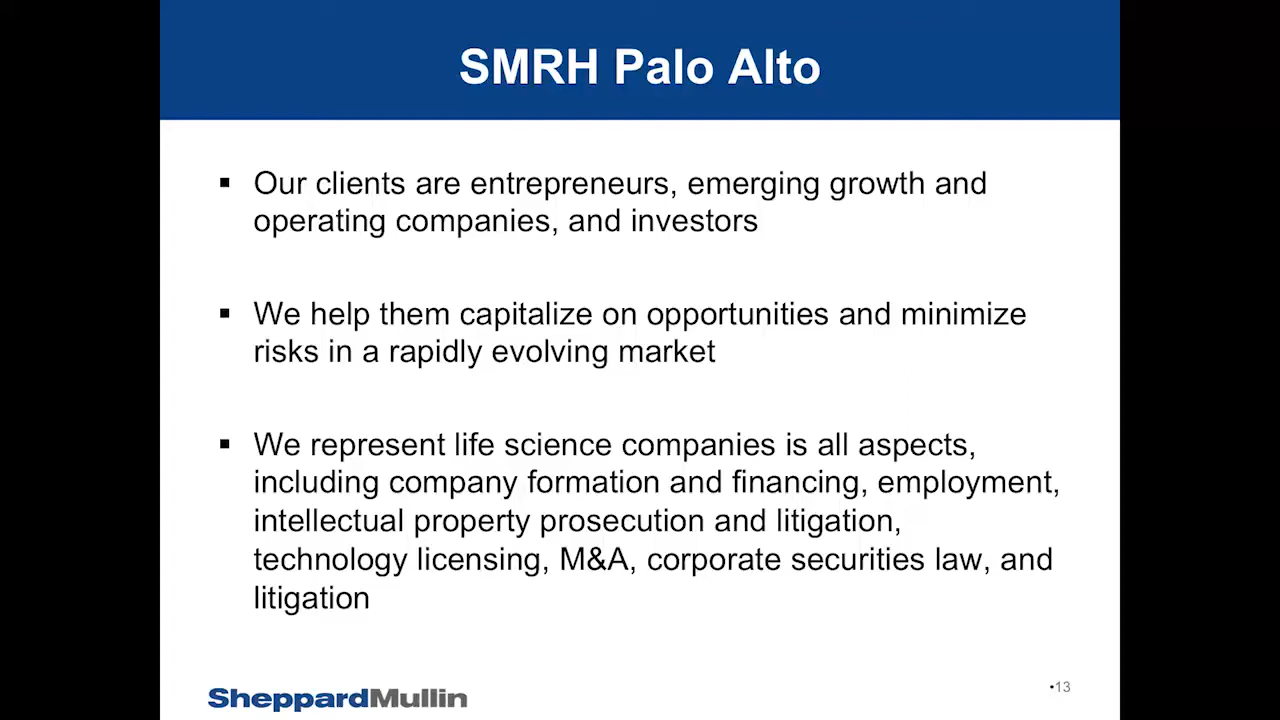 SMRH Palo Alto
▪ Our clients are entrepreneurs, emerging growth and
operating companies, and investors
▪ We help them capitalize on opportunities and minimize
risks in a rapidly evolving market
▪ We represent life science companies is all aspects,
including company formation and financing, employment,
intellectual property prosecution and litigation,
technology licensing, M&A, corporate securities law, and
litigation
SheppardMullin
•13